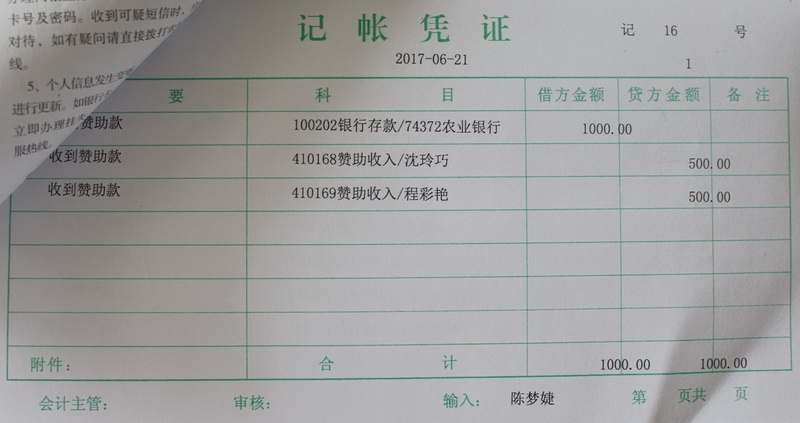 卡号及密码。收到可疑短信时，
对待、如有疑问请直接拨打
线。
5、个人信息发生变
进行更新。如银行
立即办理挂
服热线。
记帐凭证
记 16 号
2017-06-21
1
要 科目 借方金额 贷方金额 备注
赞助款 100202银行存款/74372农业银行 1000.00
收到赞助款 410168赞助收入/沈玲巧 500.00
收到赞助款 410169赞助收入/程彩艳 500.00
附件： 合计 1000.00 1000.00
会计主管： 审核： 输入： 陈梦婕 第 页共 页